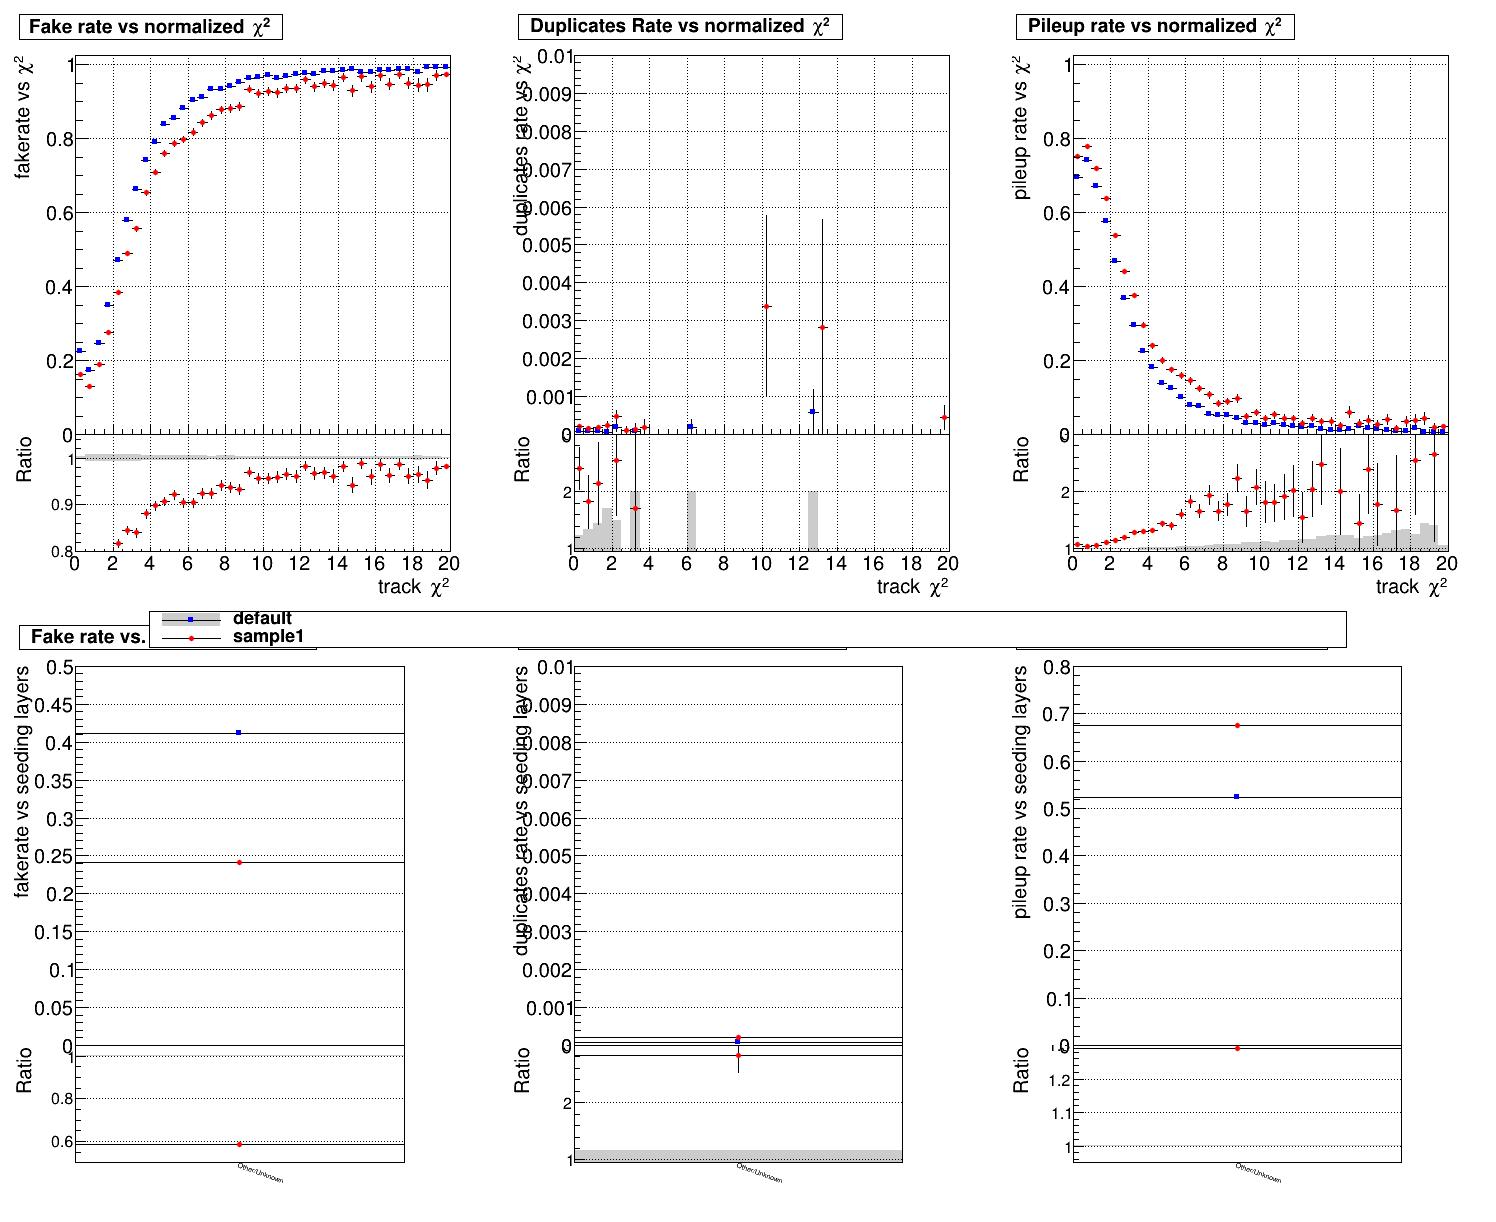 Fake rate vs normalized χ²
Duplicates Rate vs normalized χ²
Pileup rate vs normalized χ²
fakerate vs χ²
1
0.8
0.6
0.4
0.2
0
Ratio
1
0.9
0.8
0 2 4 6 8 10 12 14 16 18 20
track χ²
duplicates rate vs χ²
0.01
0.009
0.008
0.007
0.006
0.005
0.004
0.003
0.002
0.001
0
Ratio
2
1
0 2 4 6 8 10 12 14 16 18 20
track χ²
pileup rate vs χ²
1
0.8
0.6
0.4
0.2
0
Ratio
2
1
0 2 4 6 8 10 12 14 16 18 20
track χ²
default
sample1
Fake rate vs.
fakerate vs seeding layers
0.5
0.45
0.4
0.35
0.3
0.25
0.2
0.15
0.1
0.05
0
Ratio
1
0.8
0.6
Other/Unknown
duplicates rate vs seeding layers
0.01
0.009
0.008
0.007
0.006
0.005
0.004
0.003
0.002
0.001
0
Ratio
2
1
Other/Unknown
pileup rate vs seeding layers
0.8
0.7
0.6
0.5
0.4
0.3
0.2
0.1
0
Ratio
1.2
1.1
1
Other/Unknown